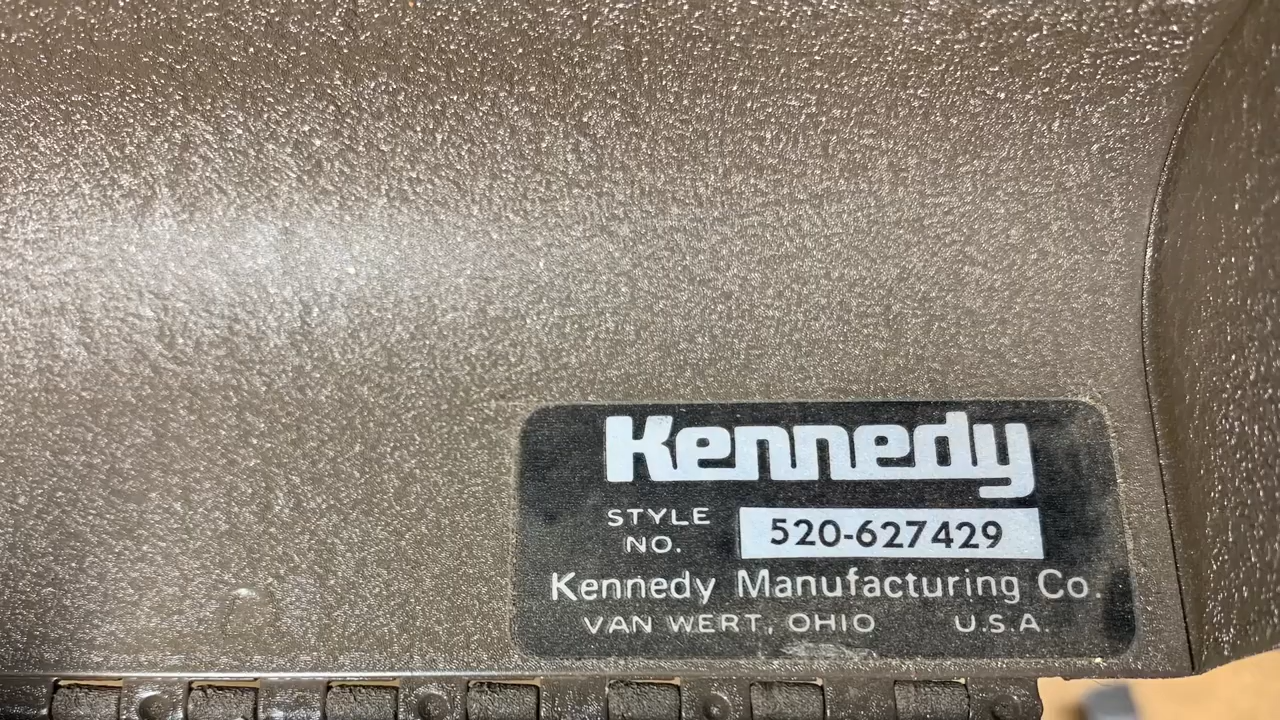 Kennedy
STYLE NO. 520-627429
Kennedy Manufacturing Co.
VAN WERT, OHIO U.S.A.